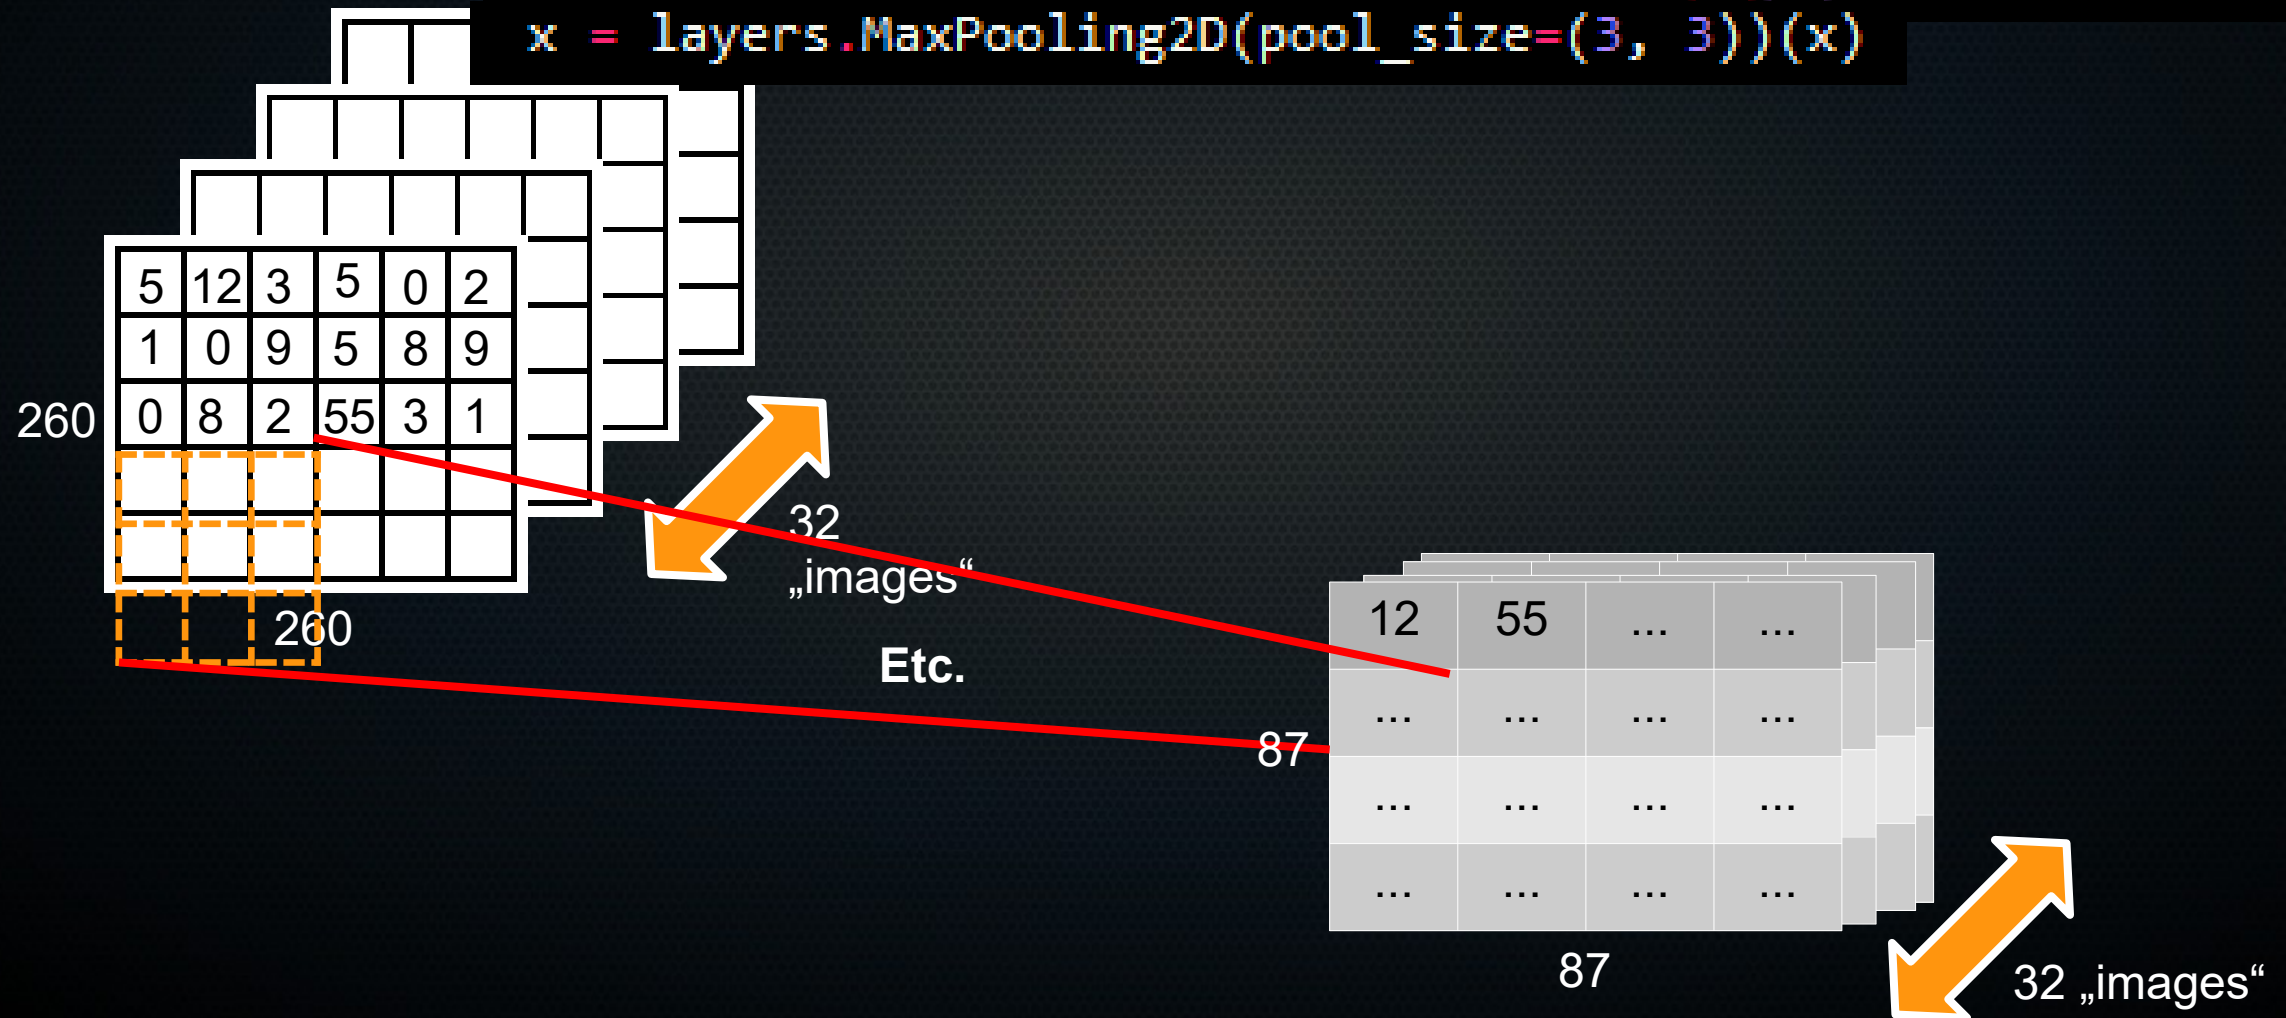 x = layers.MaxPooling2D(pool_size=(3, 3))(x)
5 12 3 5 0 2
1 0 9 5 8 9
260
0 8 2 55 3 1
32
„images“
260
Etc.
12 55 ... ...
... ... ... ...
87
... ... ... ...
... ... ... ...
87
32 „images“